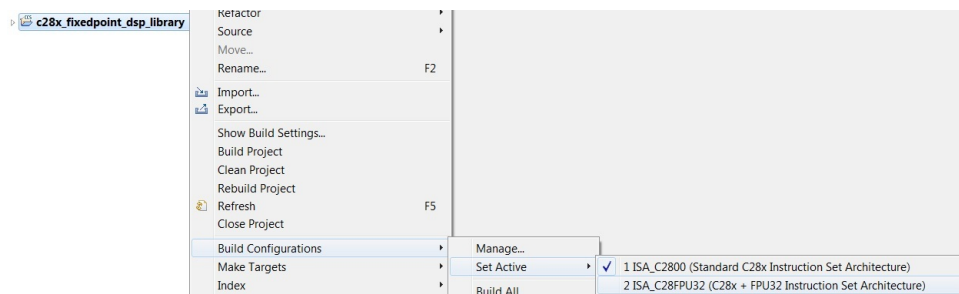 Refactor
c28x_fixedpoint_dsp_library
Source
Move...
Rename... F2
Import...
Export...
Show Build Settings...
Build Project
Clean Project
Rebuild Project
Refresh F5
Close Project
Build Configurations Manage...
Make Targets Set Active 1 ISA_C2800 (Standard C28x Instruction Set Architecture)
Index Build All 2 ISA_C28FPU32 (C28x + FPU32 Instruction Set Architecture)